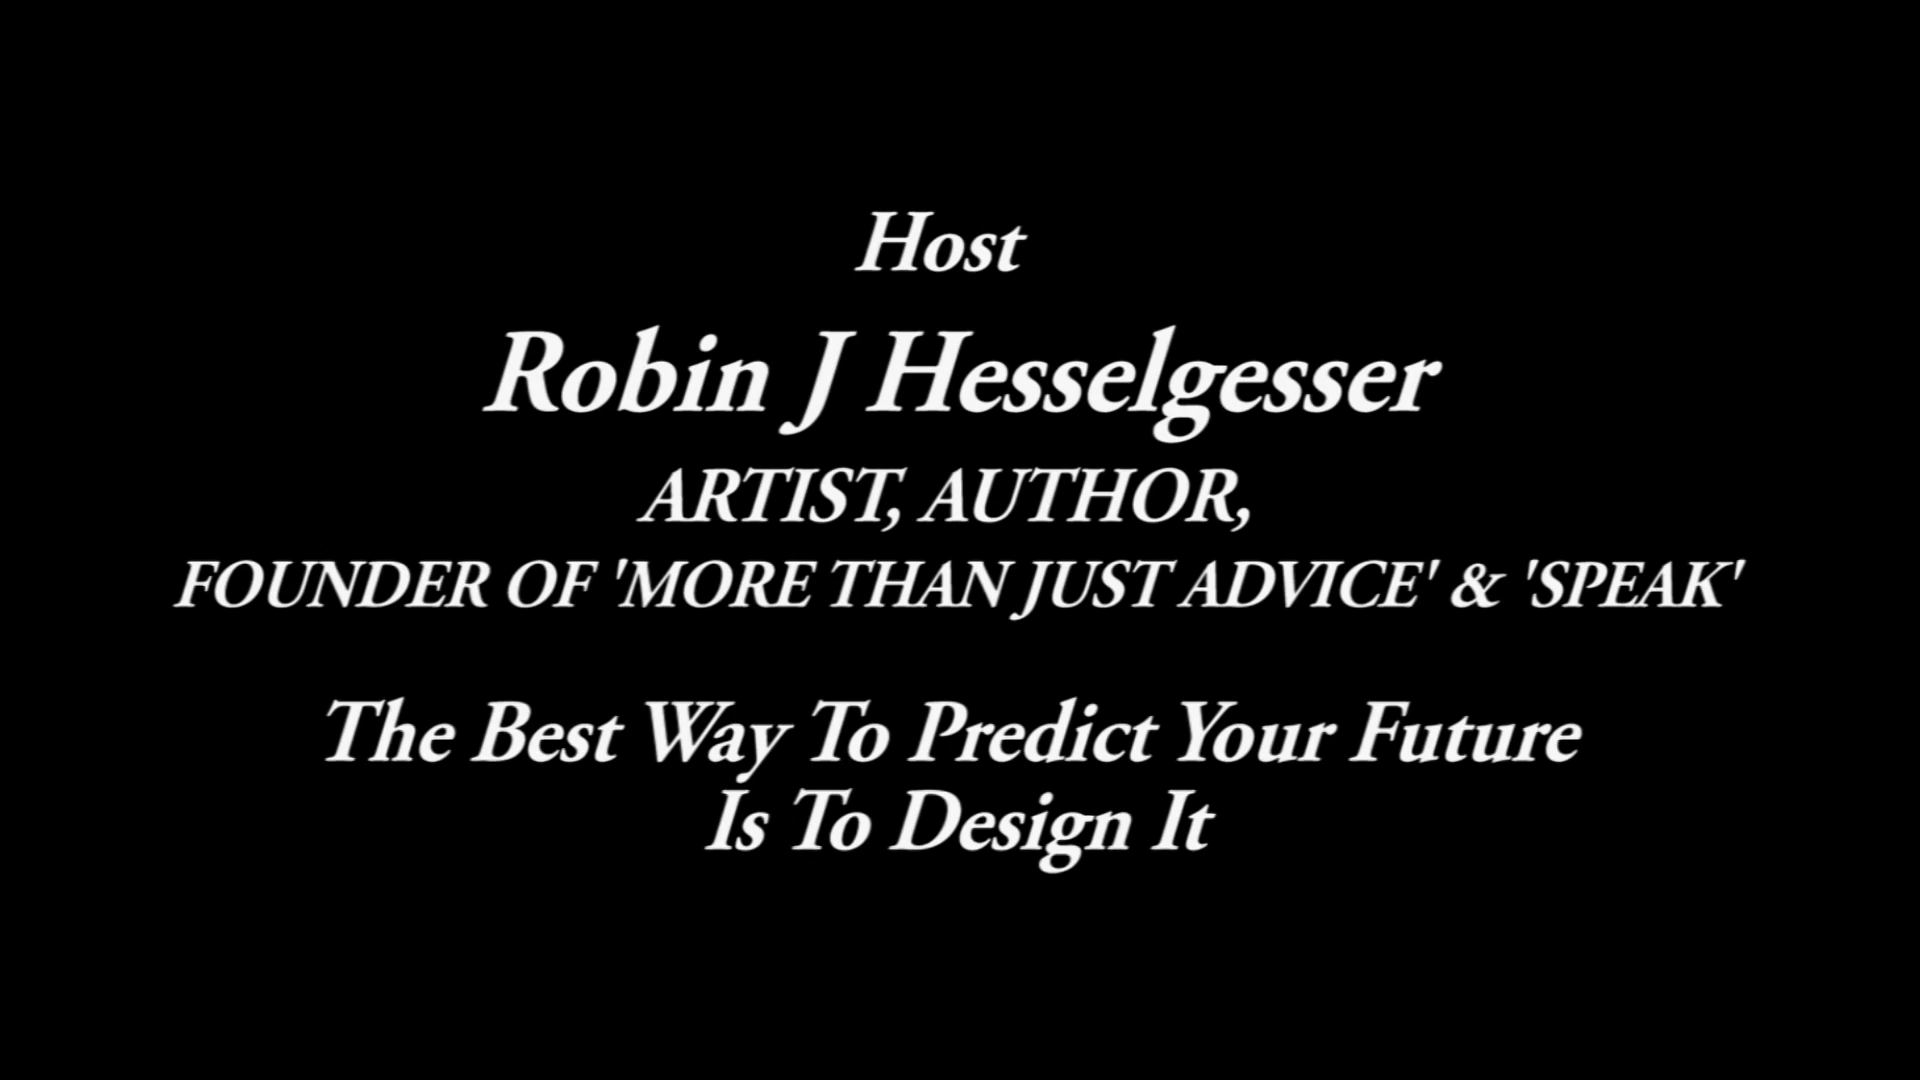 Host
Robin J Hesselgesser
ARTIST, AUTHOR,
FOUNDER OF 'MORE THAN JUST ADVICE' & 'SPEAK'
The Best Way To Predict Your Future
Is To Design It